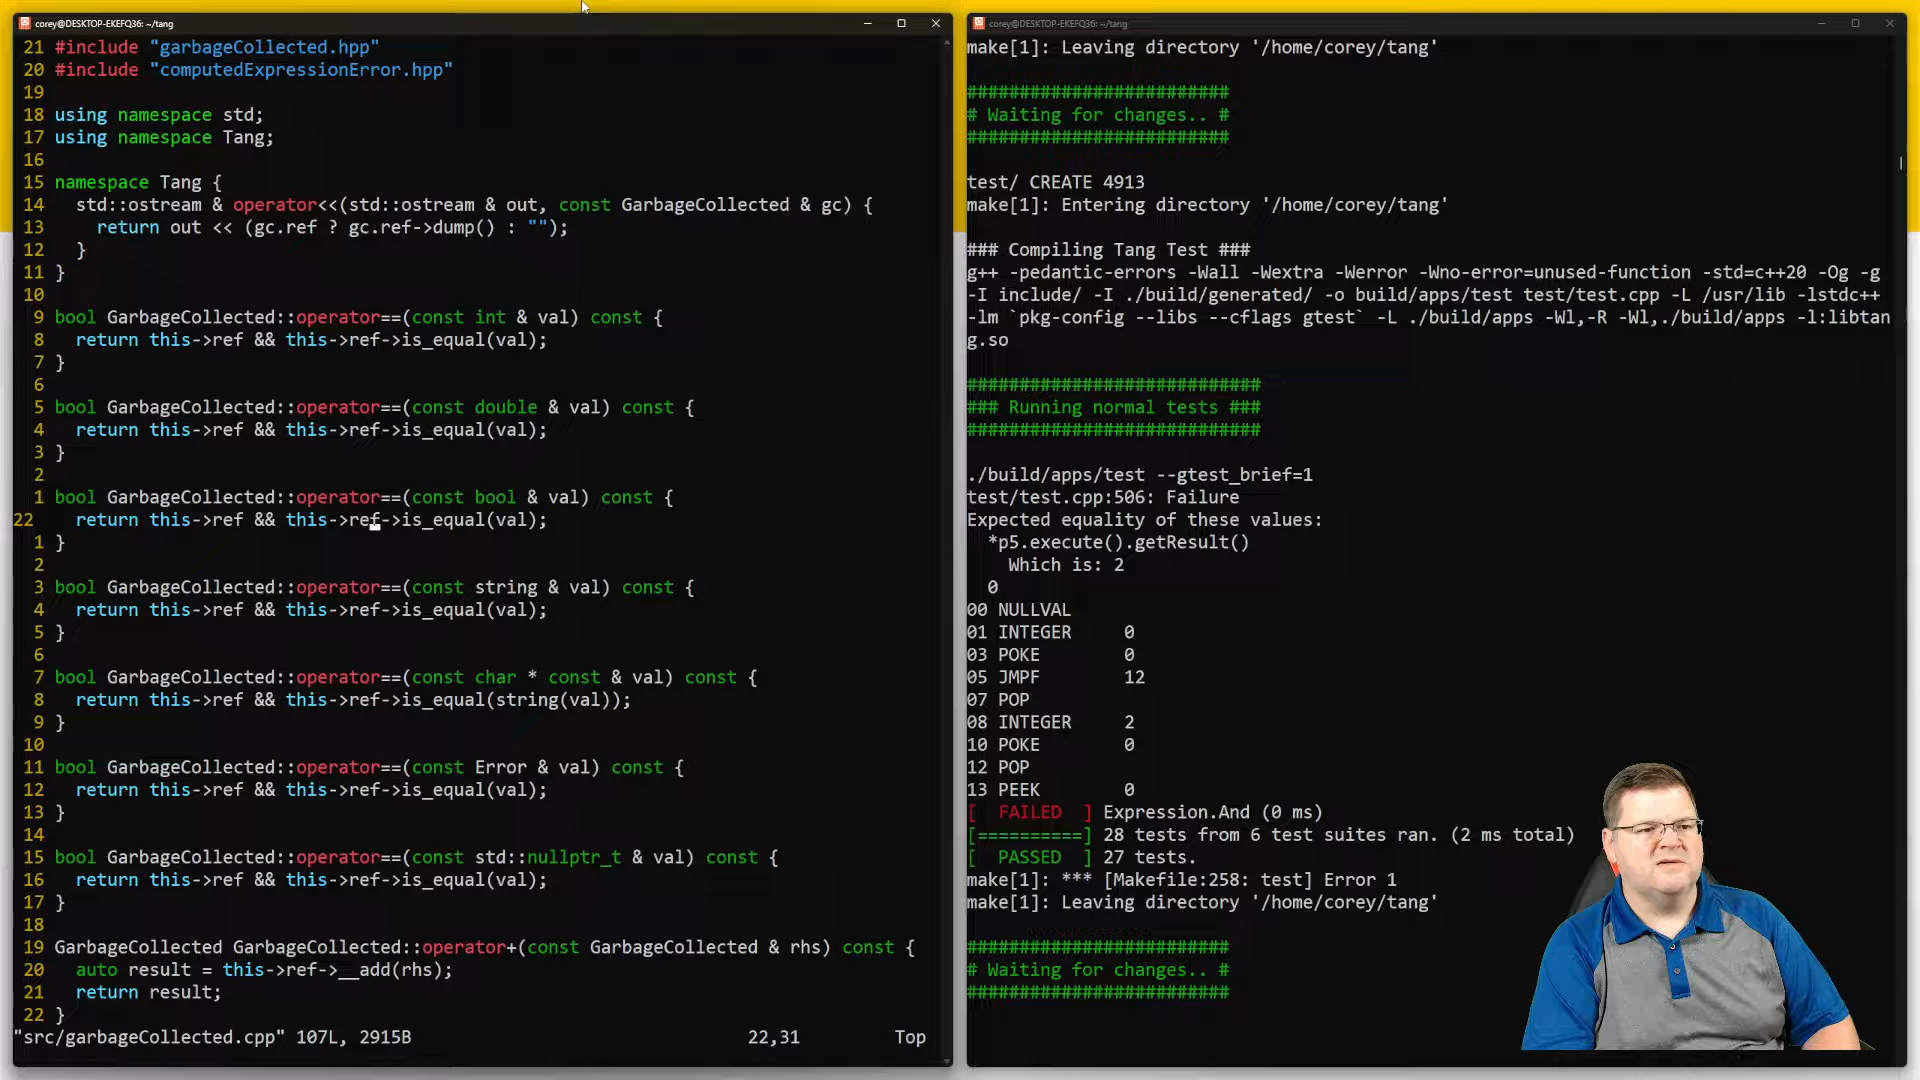 corey@DESKTOP-EKEFQ36: ~/tang
21 #include "garbageCollected.hpp"
20 #include "computedExpressionError.hpp"
19
18 using namespace std;
17 using namespace Tang;
16
15 namespace Tang {
14   std::ostream & operator<<(std::ostream & out, const GarbageCollected & gc) {
13     return out << (gc.ref ? gc.ref->dump() : "");
12   }
11 }
10
9 bool GarbageCollected::operator==(const int & val) const {
8   return this->ref && this->ref->is_equal(val);
7 }
6
5 bool GarbageCollected::operator==(const double & val) const {
4   return this->ref && this->ref->is_equal(val);
3 }
2
1 bool GarbageCollected::operator==(const bool & val) const {
22   return this->ref && this->ref->is_equal(val);
1 }
2
3 bool GarbageCollected::operator==(const string & val) const {
4   return this->ref && this->ref->is_equal(val);
5 }
6
7 bool GarbageCollected::operator==(const char * const & val) const {
8   return this->ref && this->ref->is_equal(string(val));
9 }
10
11 bool GarbageCollected::operator==(const Error & val) const {
12   return this->ref && this->ref->is_equal(val);
13 }
14
15 bool GarbageCollected::operator==(const std::nullptr_t & val) const {
16   return this->ref && this->ref->is_equal(val);
17 }
18
19 GarbageCollected GarbageCollected::operator+(const GarbageCollected & rhs) const {
20   auto result = this->ref->__add(rhs);
21   return result;
22 }
"src/garbageCollected.cpp" 107L, 2915B 22,31 Top
corey@DESKTOP-EKEFQ36: ~/tang
make[1]: Leaving directory '/home/corey/tang'
#########################
# Waiting for changes.. #
#########################
test/ CREATE 4913
make[1]: Entering directory '/home/corey/tang'
### Compiling Tang Test ###
g++ -pedantic-errors -Wall -Wextra -Werror -Wno-error=unused-function -std=c++20 -Og -g
-I include/ -I ./build/generated/ -o build/apps/test test/test.cpp -L /usr/lib -lstdc++
-lm `pkg-config --libs --cflags gtest` -L ./build/apps -Wl,-R -Wl,./build/apps -l:libtan
g.so
############################
### Running normal tests ###
############################
./build/apps/test --gtest_brief=1
test/test.cpp:506: Failure
Expected equality of these values:
  *p5.execute().getResult()
    Which is: 2
  0
00 NULLVAL
01 INTEGER     0
03 POKE        0
05 JMPF        12
07 POP
08 INTEGER     2
10 POKE        0
12 POP
13 PEEK        0
[  FAILED  ] Expression.And (0 ms)
[==========] 28 tests from 6 test suites ran. (2 ms total)
[  PASSED  ] 27 tests.
make[1]: *** [Makefile:258: test] Error 1
make[1]: Leaving directory '/home/corey/tang'
#########################
# Waiting for changes.. #
#########################